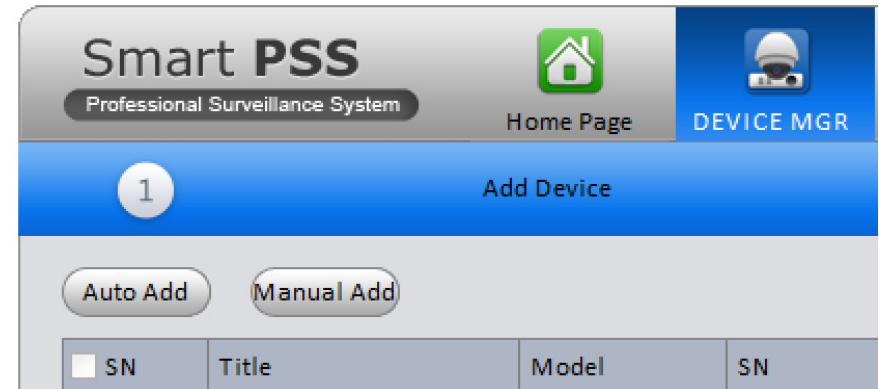 Smart PSS
Professional Surveillance System
Home Page
DEVICE MGR
1
Add Device
Auto Add
Manual Add
SN
Title
Model
SN